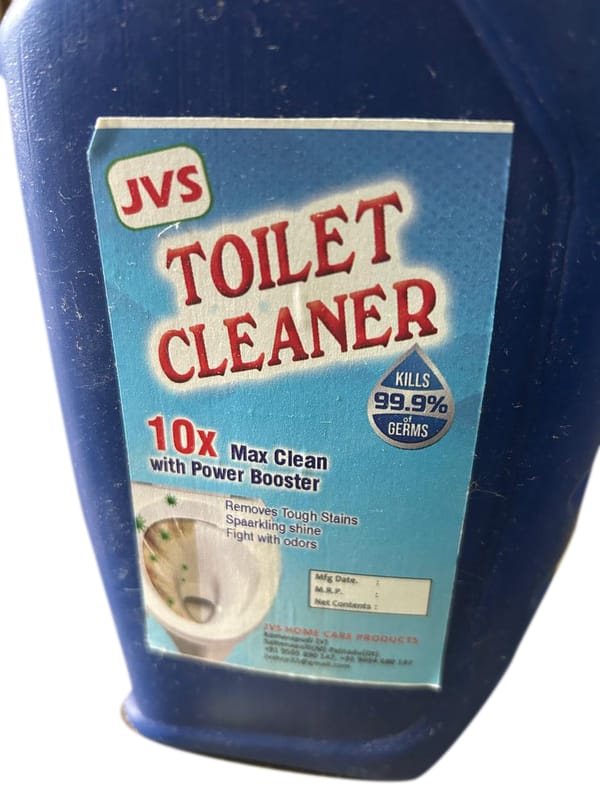 JVS
TOILET
CLEANER
KILLS
99.9%
of
GERMS
10x Max Clean
with Power Booster
Removes Tough Stains
Spaarkling shine
Fight with odors
Mfg Date. :
M.R.P. :
Net Contents :
JVS HOME CARE PRODUCTS